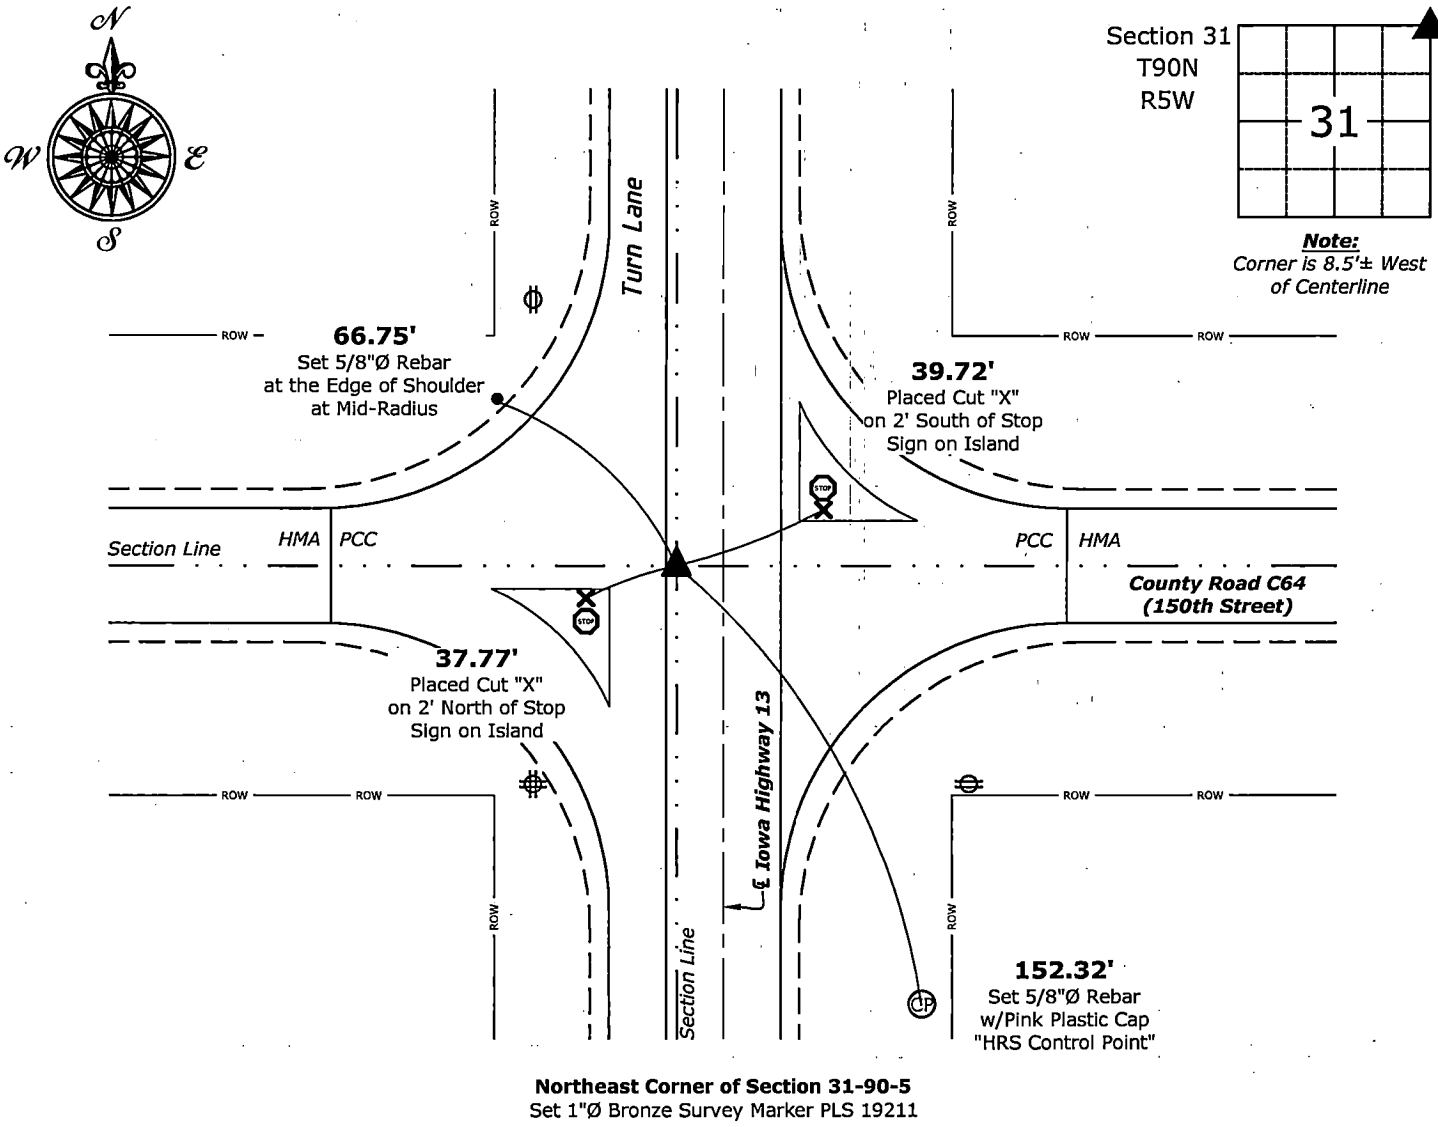 N
W
E
S
Section 31
T90N
R5W
31
Note:
Corner is 8.5'± West
of Centerline
ROW
ROW
Turn Lane
ROW
66.75'
Set 5/8"Ø Rebar
at the Edge of Shoulder
at Mid-Radius
ROW
ROW
39.72'
Placed Cut "X"
on 2' South of Stop
Sign on Island
STOP
Section Line
HMA
PCC
PCC
HMA
County Road C64
(150th Street)
STOP
37.77'
Placed Cut "X"
on 2' North of Stop
Sign on Island
ROW
ROW
ROW
ROW
℄ Iowa Highway 13
ROW
ROW
Section Line
CP
152.32'
Set 5/8"Ø Rebar
w/Pink Plastic Cap
"HRS Control Point"
Northeast Corner of Section 31-90-5
Set 1"Ø Bronze Survey Marker PLS 19211